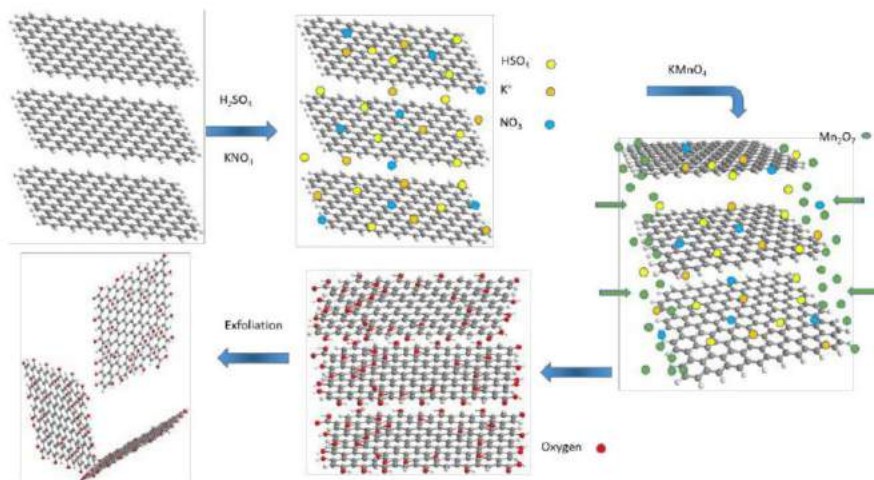 H₂SO₄
KNO₃
HSO₄
K⁺
NO₃
KMnO₄
Mn₂O₇
Oxygen
Exfoliation